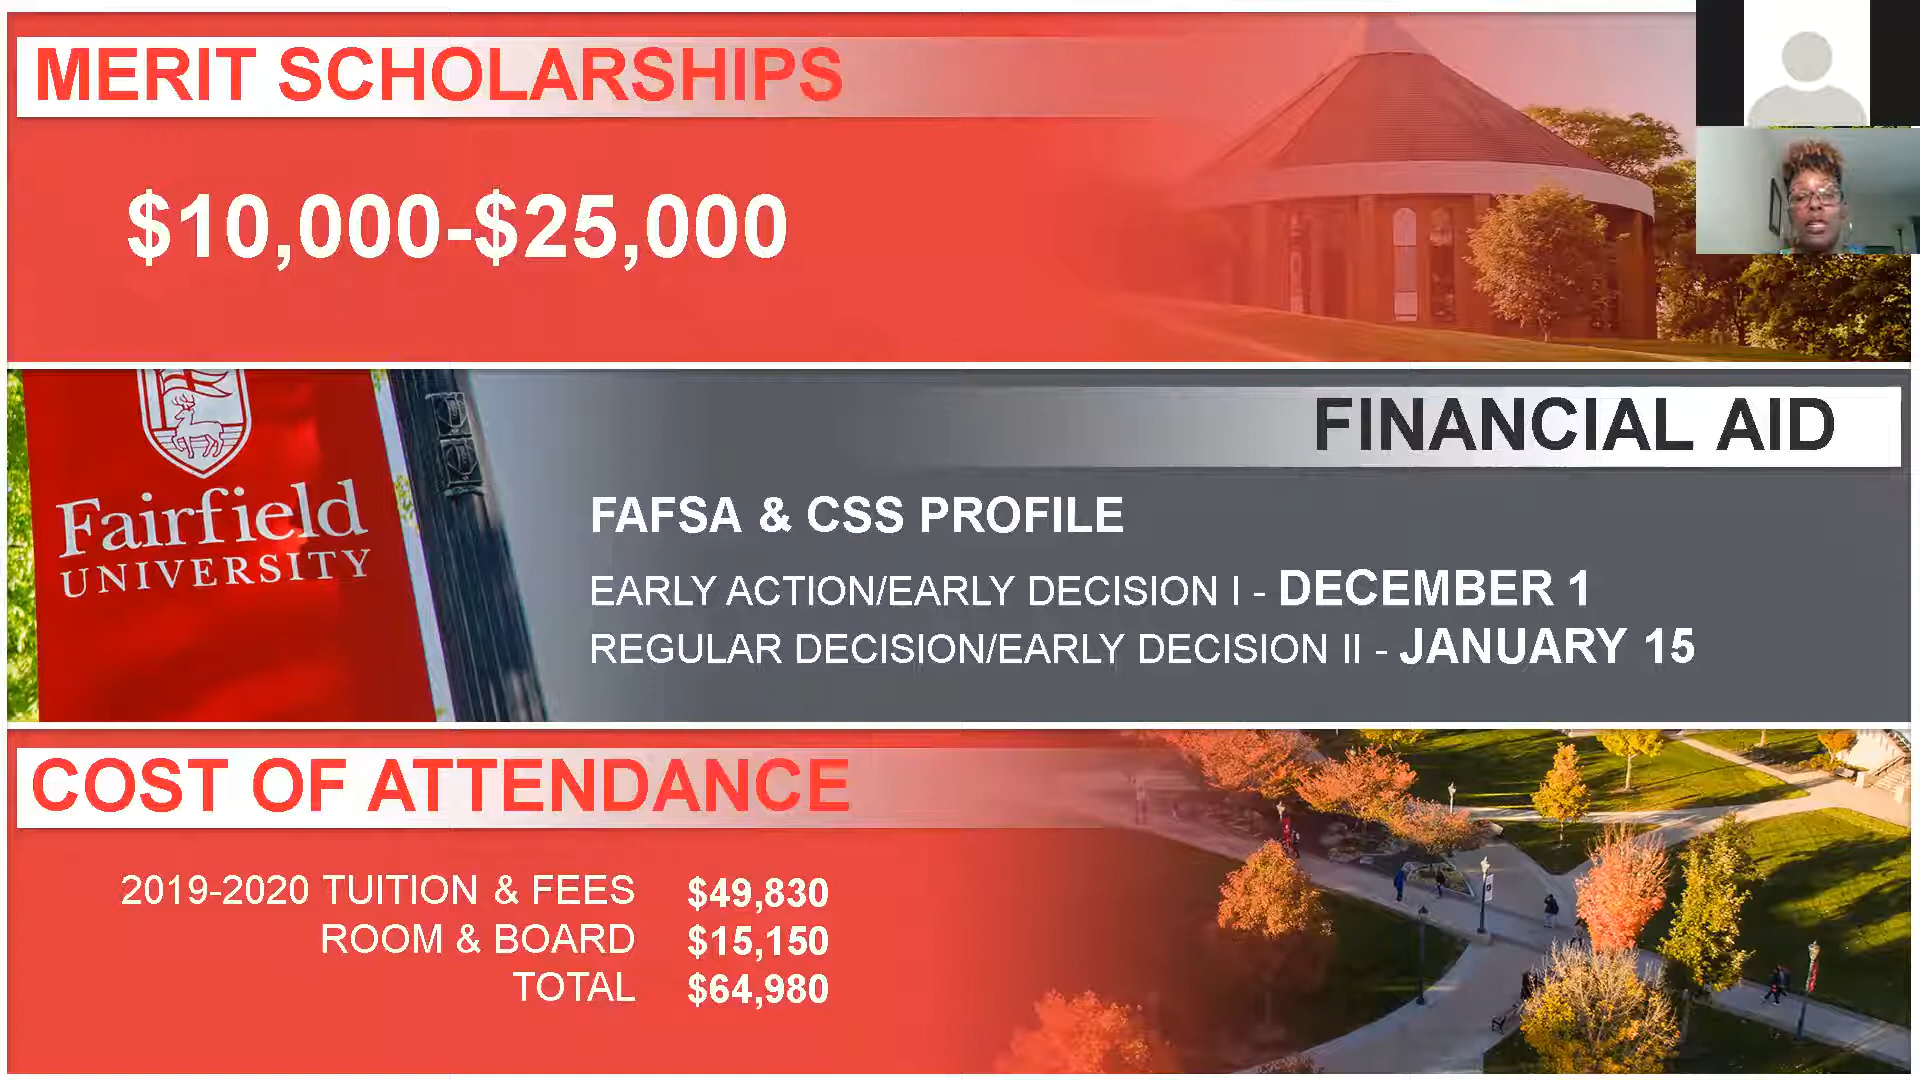 MERIT SCHOLARSHIPS
$10,000-$25,000
Fairfield
UNIVERSITY
FINANCIAL AID
FAFSA & CSS PROFILE
EARLY ACTION/EARLY DECISION I - DECEMBER 1
REGULAR DECISION/EARLY DECISION II - JANUARY 15
COST OF ATTENDANCE
2019-2020 TUITION & FEES $49,830
ROOM & BOARD $15,150
TOTAL $64,980